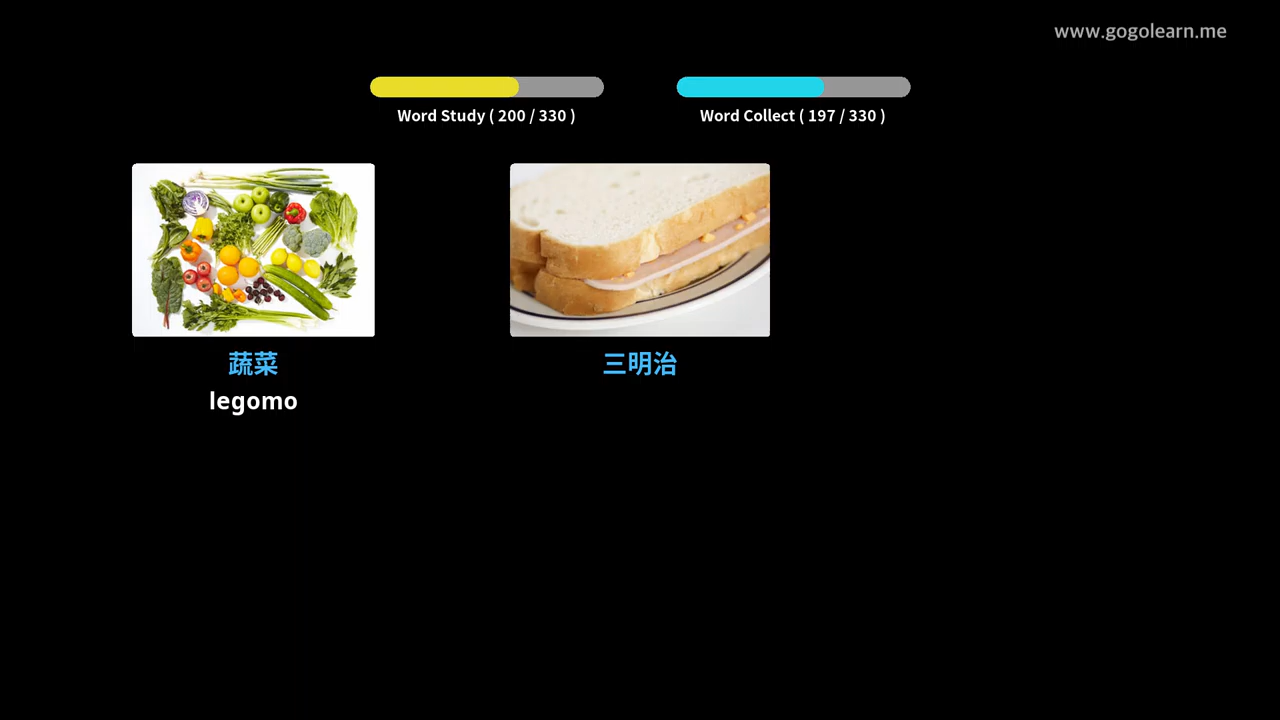 www.gogolearn.me
Word Study ( 200 / 330 )
Word Collect ( 197 / 330 )
蔬菜
三明治
legomo